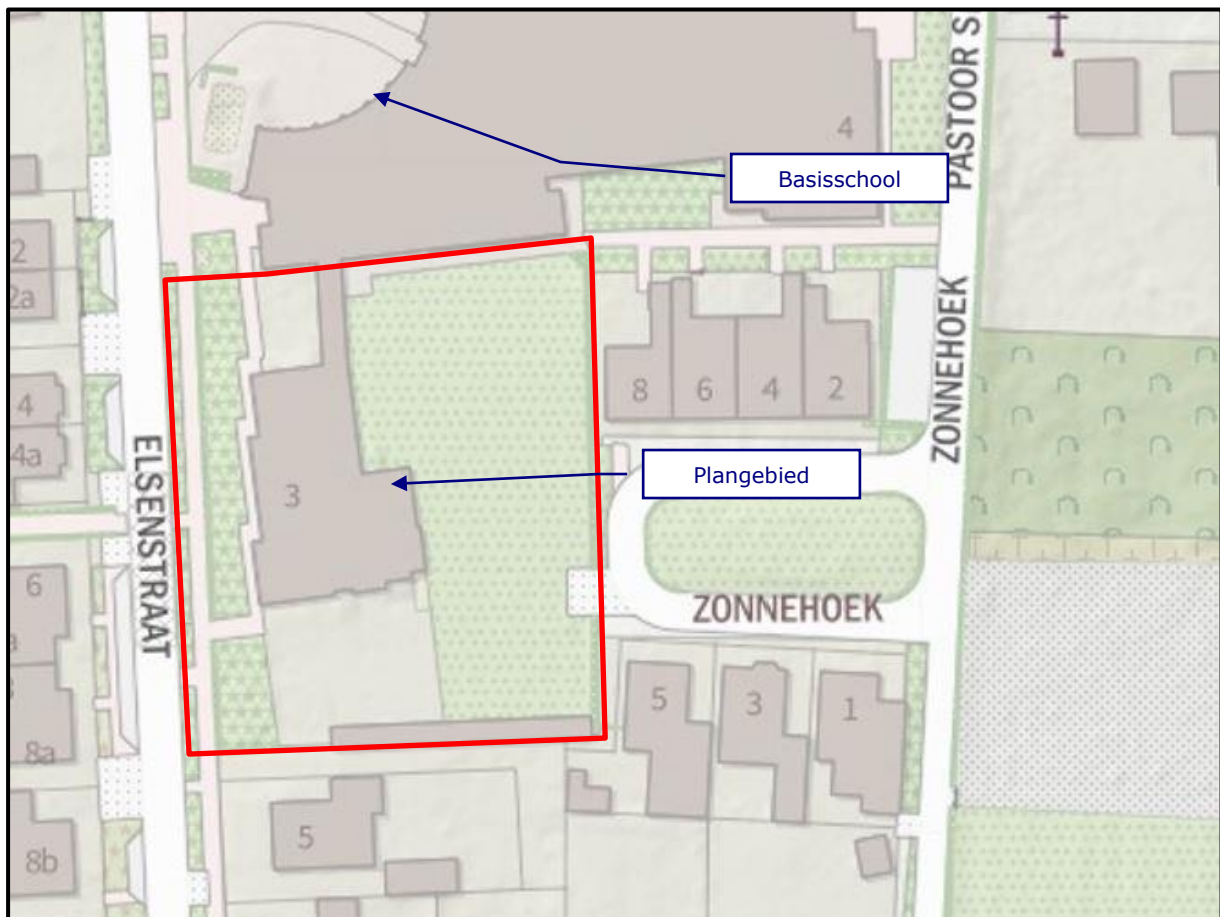 PASTOOR S
4
Basisschool
2
2a
ZONNEHOEK
8
6
4
2
4
4a
ELSENSTRAAT
Plangebied
3
6
ZONNEHOEK
5
3
1
8a
5
8b